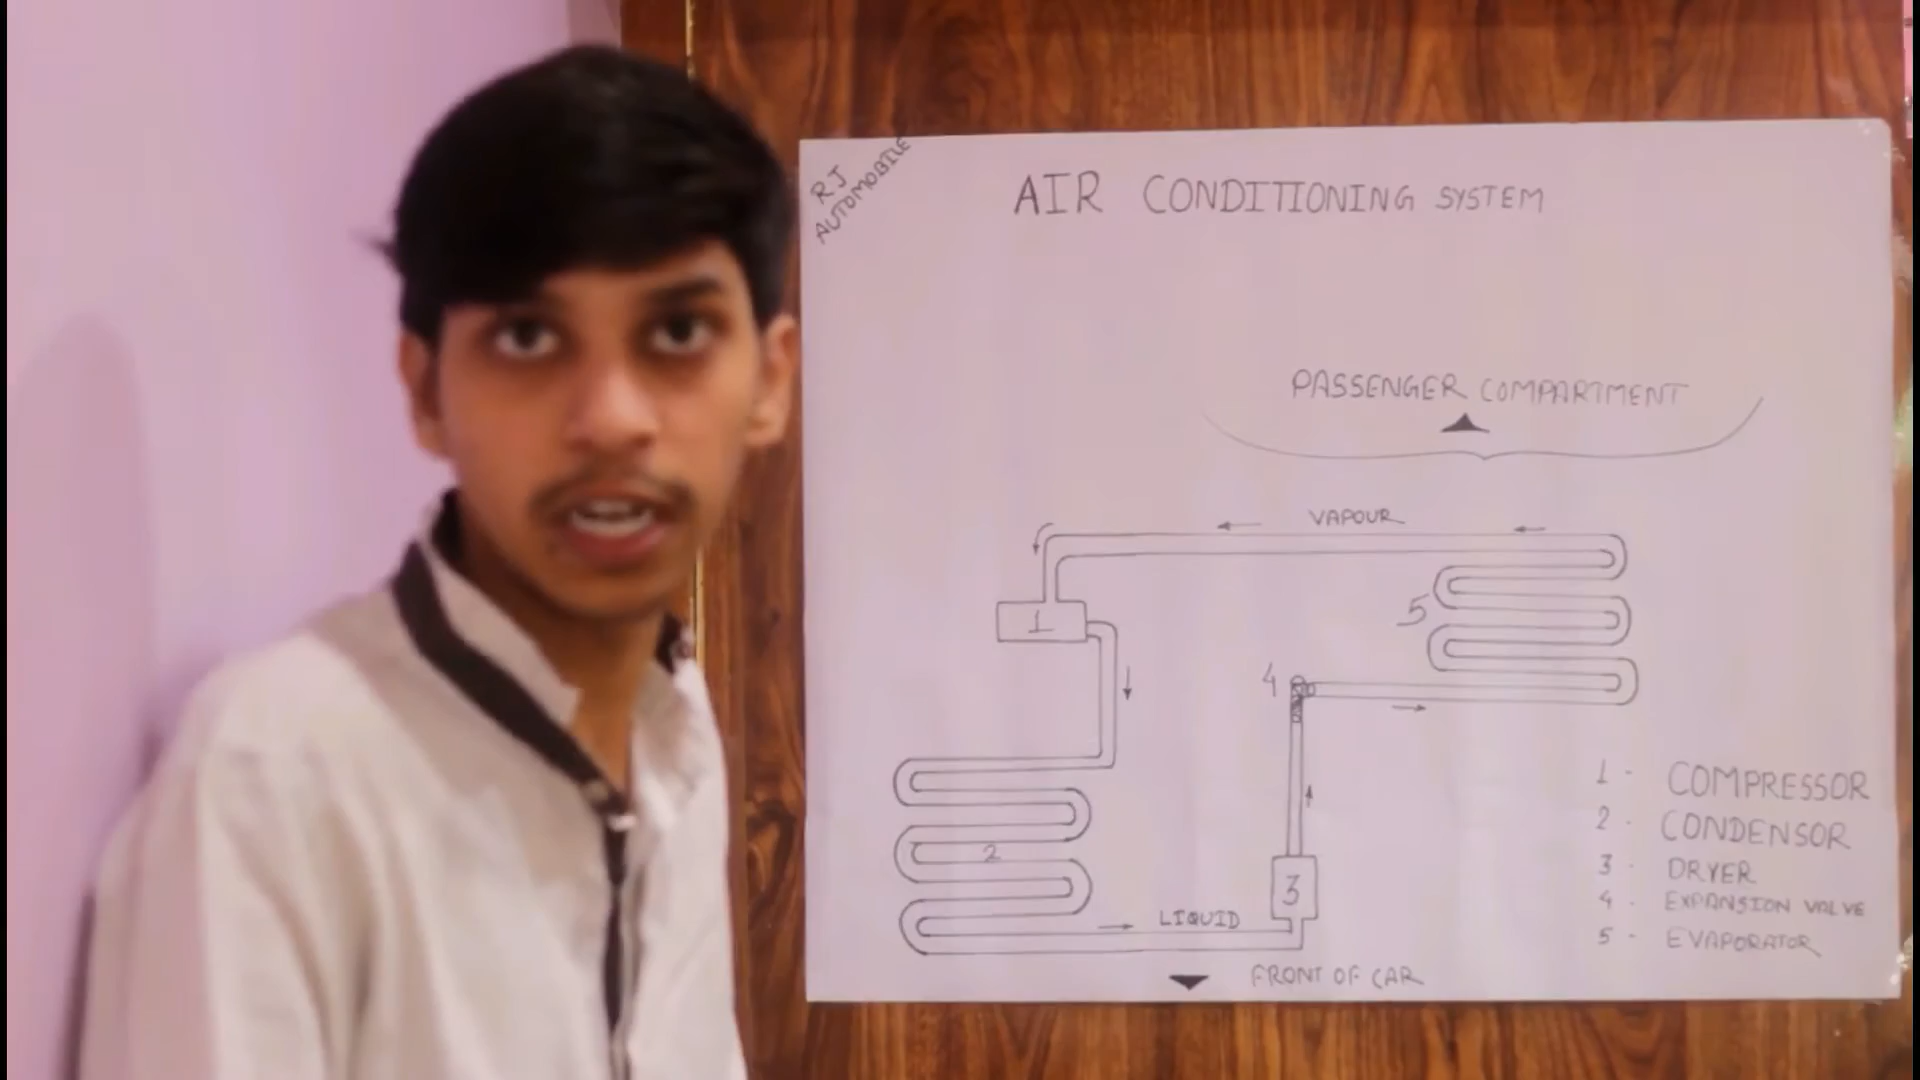 RJ
AUTOMOBILE
AIR CONDITIONING SYSTEM
PASSENGER COMPARTMENT
VAPOUR
1
5
4
2
3
LIQUID
FRONT OF CAR
1 - COMPRESSOR
2 - CONDENSOR
3 - DRYER
4 - EXPANSION VALVE
5 - EVAPORATOR